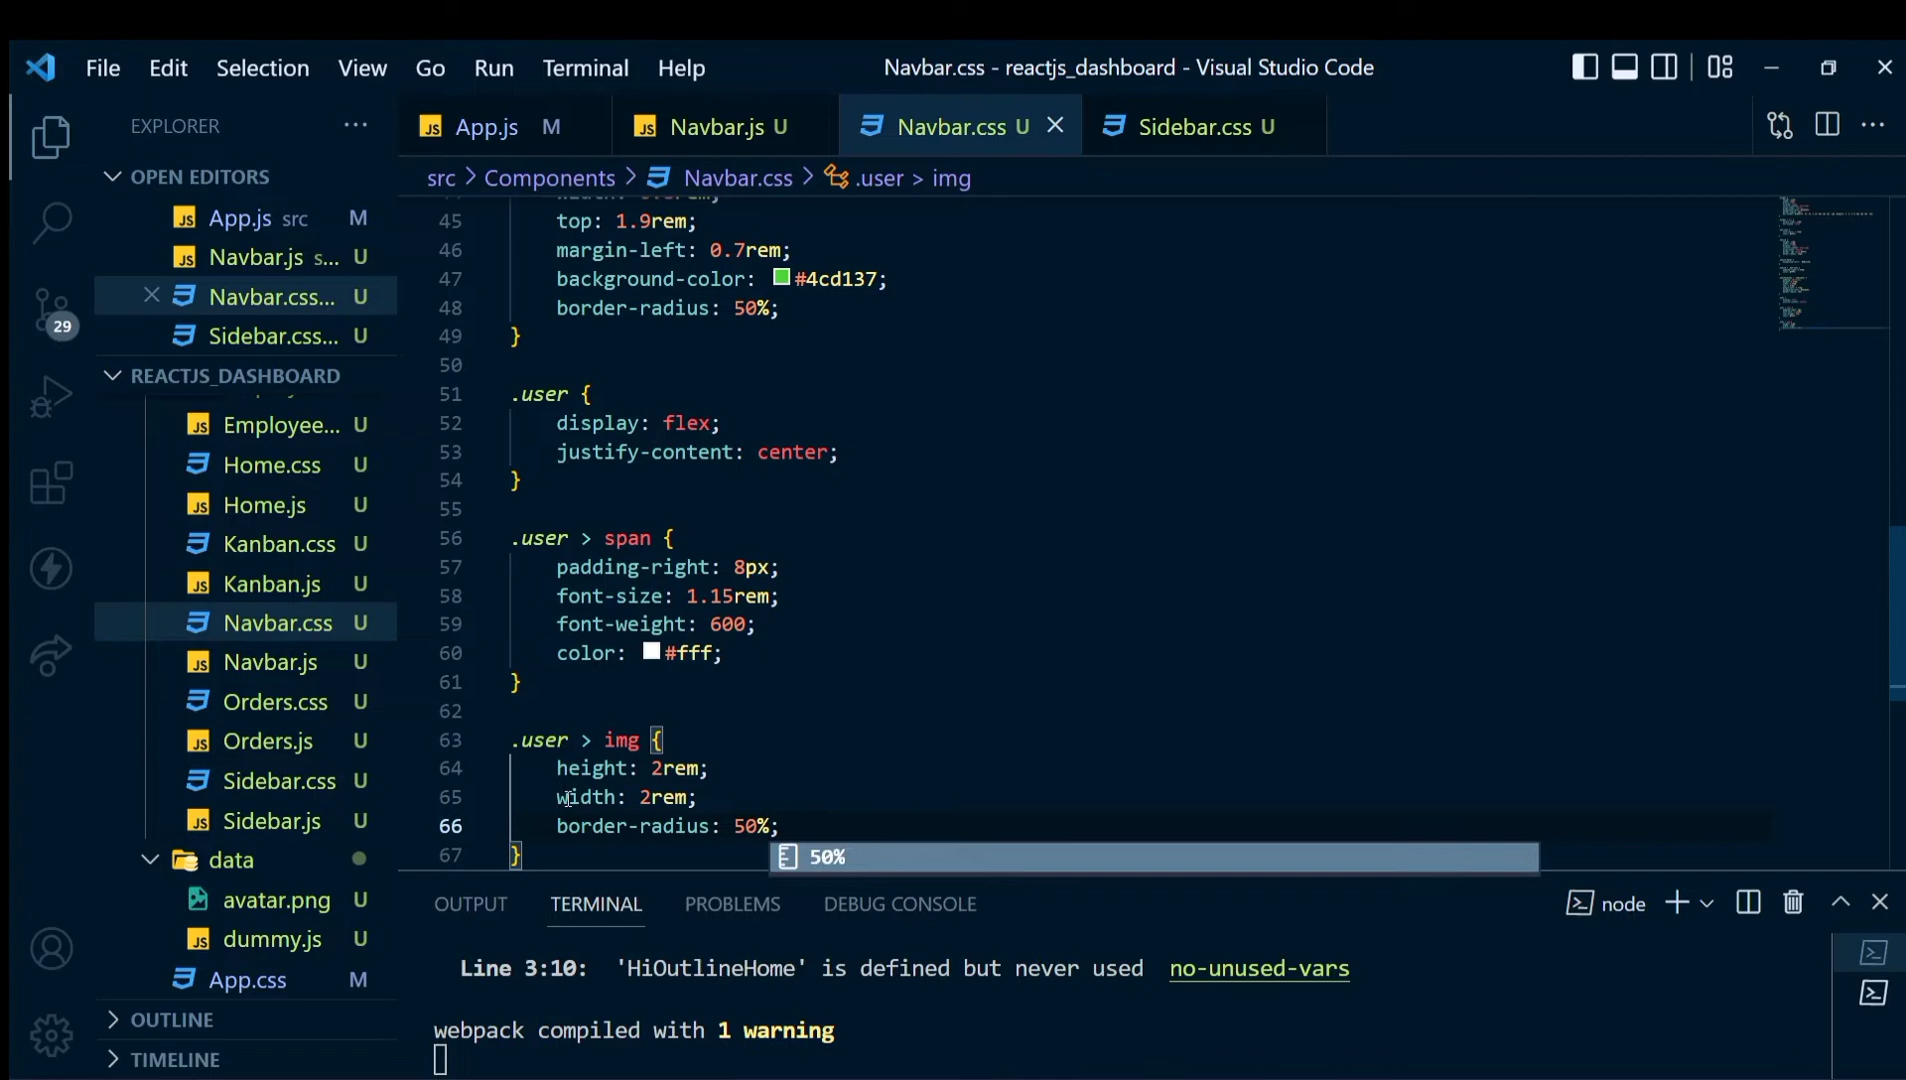 File Edit Selection View Go Run Terminal Help Navbar.css - reactjs_dashboard - Visual Studio Code
EXPLORER ...
App.js M Navbar.js U Navbar.css U Sidebar.css U
OPEN EDITORS
src > Components > Navbar.css > .user > img
App.js src M
Navbar.js s... U
Navbar.css... U
Sidebar.css... U
29
REACTJS_DASHBOARD
Employee... U
Home.css U
Home.js U
Kanban.css U
Kanban.js U
Navbar.css U
Navbar.js U
Orders.css U
Orders.js U
Sidebar.css U
Sidebar.js U
data
avatar.png U
dummy.js U
App.css M
OUTLINE
TIMELINE
45 top: 1.9rem;
46 margin-left: 0.7rem;
47 background-color: #4cd137;
48 border-radius: 50%;
49 }
50
51 .user {
52 display: flex;
53 justify-content: center;
54 }
55
56 .user > span {
57 padding-right: 8px;
58 font-size: 1.15rem;
59 font-weight: 600;
60 color: #fff;
61 }
62
63 .user > img {
64 height: 2rem;
65 width: 2rem;
66 border-radius: 50%;
67 }
50%
OUTPUT TERMINAL PROBLEMS DEBUG CONSOLE node
Line 3:10: 'HiOutlineHome' is defined but never used no-unused-vars
webpack compiled with 1 warning